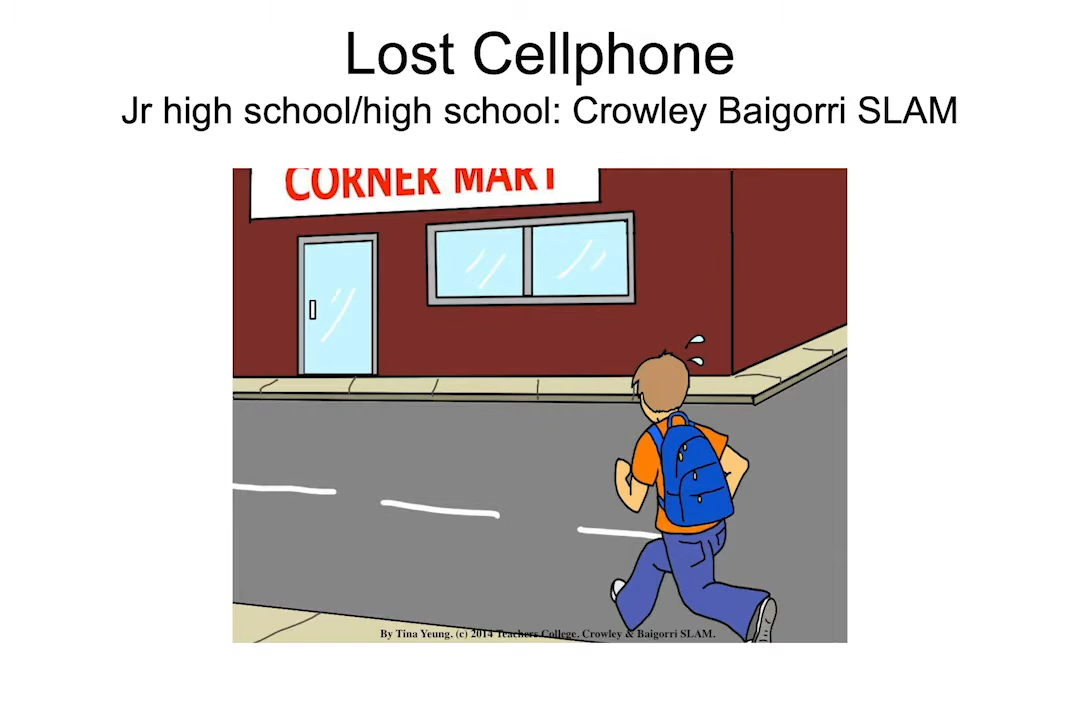 Lost Cellphone
Jr high school/high school: Crowley Baigorri SLAM
CORNER MART
By Tina Yeung. (c) 2014 Teachers College. Crowley & Baigorri SLAM.